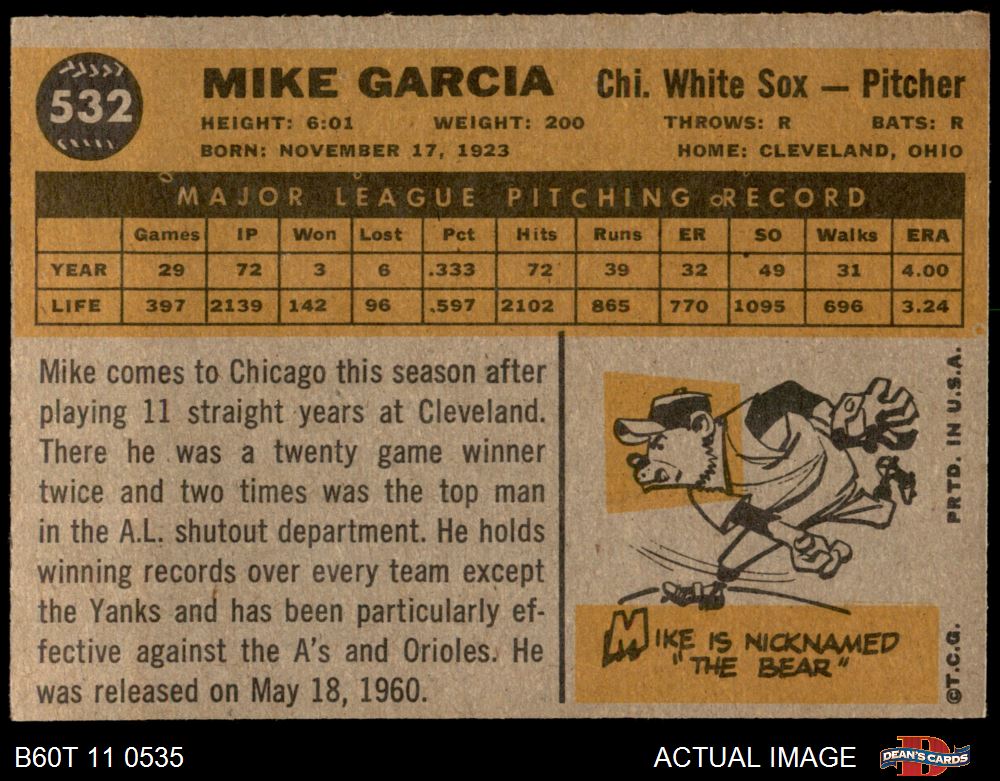 532
MIKE GARCIA Chi. White Sox — Pitcher
HEIGHT: 6:01 WEIGHT: 200 THROWS: R BATS: R
BORN: NOVEMBER 17, 1923 HOME: CLEVELAND, OHIO
MAJOR LEAGUE PITCHING RECORD
Games IP Won Lost Pct Hits Runs ER SO Walks ERA
YEAR 29 72 3 6 .333 72 39 32 49 31 4.00
LIFE 397 2139 142 96 .597 2102 865 770 1095 696 3.24
Mike comes to Chicago this season after
playing 11 straight years at Cleveland.
There he was a twenty game winner
twice and two times was the top man
in the A.L. shutout department. He holds
winning records over every team except
the Yanks and has been particularly ef-
fective against the A's and Orioles. He
was released on May 18, 1960.
MIKE IS NICKNAMED
"THE BEAR"
©T.C.G. PRTD. IN U.S.A.
B60T 11 0535 ACTUAL IMAGE
D
DEAN'S CARDS